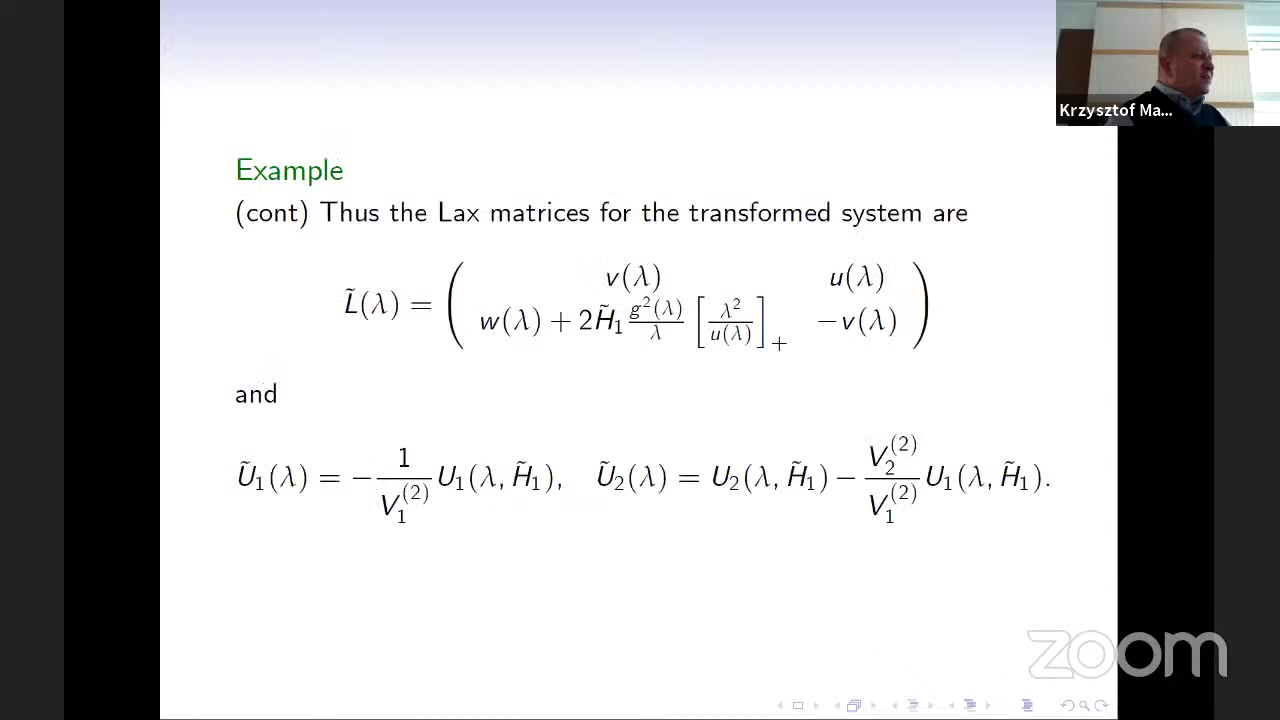 Krzysztof Ma...
Example
(cont) Thus the Lax matrices for the transformed system are
L̃(λ) = ( v(λ) u(λ)
w(λ) + 2H̃₁ g²(λ)/λ [λ²/u(λ)]₊ −v(λ) )
and
Ũ₁(λ) = − 1/V₁⁽²⁾ U₁(λ, H̃₁), Ũ₂(λ) = U₂(λ, H̃₁) − V₂⁽²⁾/V₁⁽²⁾ U₁(λ, H̃₁).
zoom